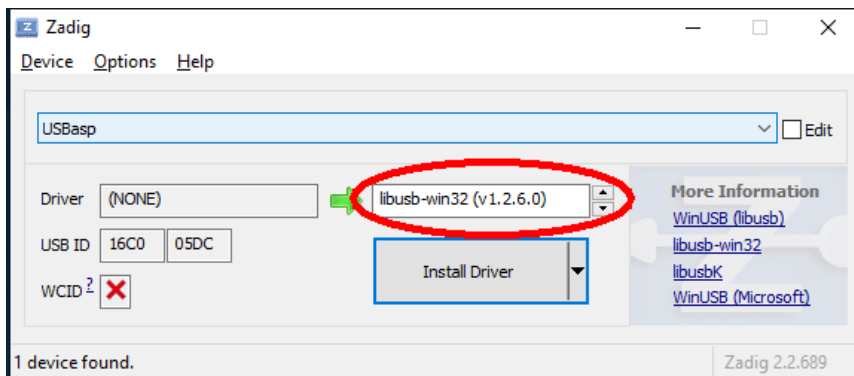 Zadig
Device Options Help
USBasp Edit
Driver (NONE) libusb-win32 (v1.2.6.0)
USB ID 16C0 05DC
WCID ?
Install Driver
More Information
WinUSB (libusb)
libusb-win32
libusbK
WinUSB (Microsoft)
1 device found. Zadig 2.2.689